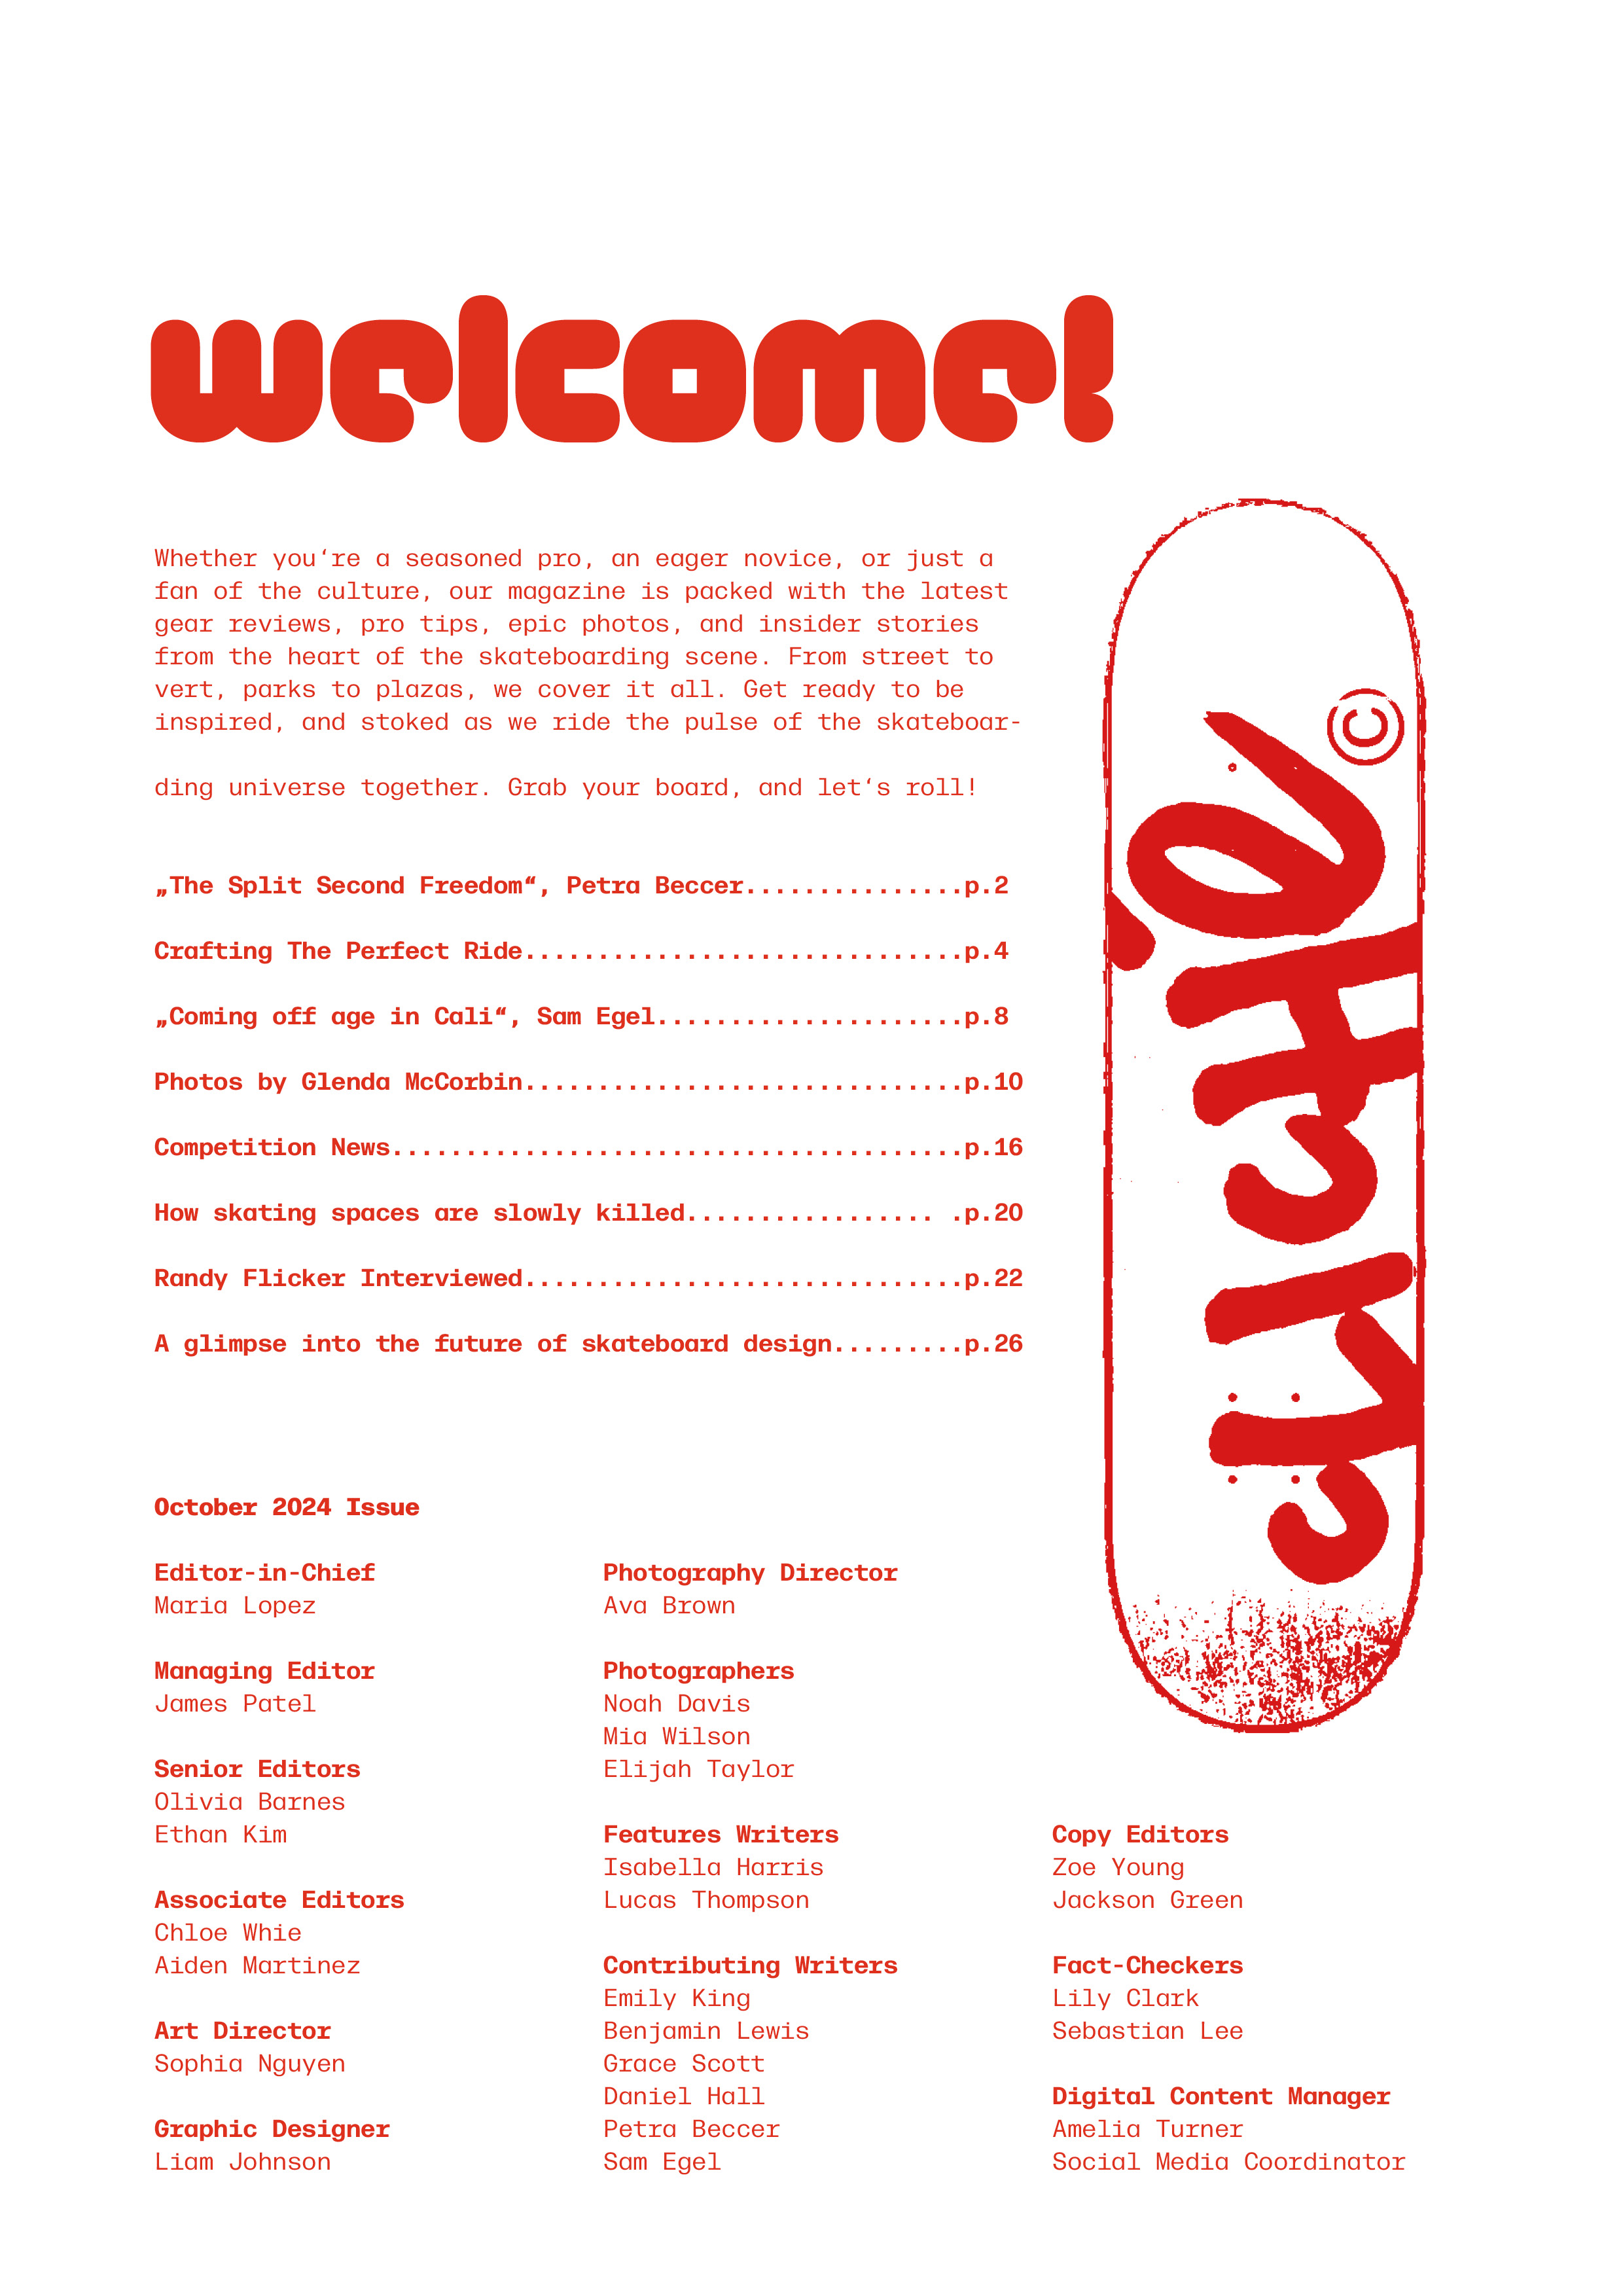 welcome!
Whether you‘re a seasoned pro, an eager novice, or just a
fan of the culture, our magazine is packed with the latest
gear reviews, pro tips, epic photos, and insider stories
from the heart of the skateboarding scene. From street to
vert, parks to plazas, we cover it all. Get ready to be
inspired, and stoked as we ride the pulse of the skateboar-
ding universe together. Grab your board, and let‘s roll!
„The Split Second Freedom“, Petra Beccer...............p.2
Crafting The Perfect Ride..............................p.4
„Coming off age in Cali“, Sam Egel.....................p.8
Photos by Glenda McCorbin..............................p.10
Competition News.......................................p.16
How skating spaces are slowly killed................. .p.20
Randy Flicker Interviewed..............................p.22
A glimpse into the future of skateboard design.........p.26
cLiCHé ©
October 2024 Issue
Editor-in-Chief
Maria Lopez
Managing Editor
James Patel
Senior Editors
Olivia Barnes
Ethan Kim
Associate Editors
Chloe Whie
Aiden Martinez
Art Director
Sophia Nguyen
Graphic Designer
Liam Johnson
Photography Director
Ava Brown
Photographers
Noah Davis
Mia Wilson
Elijah Taylor
Features Writers
Isabella Harris
Lucas Thompson
Contributing Writers
Emily King
Benjamin Lewis
Grace Scott
Daniel Hall
Petra Beccer
Sam Egel
Copy Editors
Zoe Young
Jackson Green
Fact-Checkers
Lily Clark
Sebastian Lee
Digital Content Manager
Amelia Turner
Social Media Coordinator